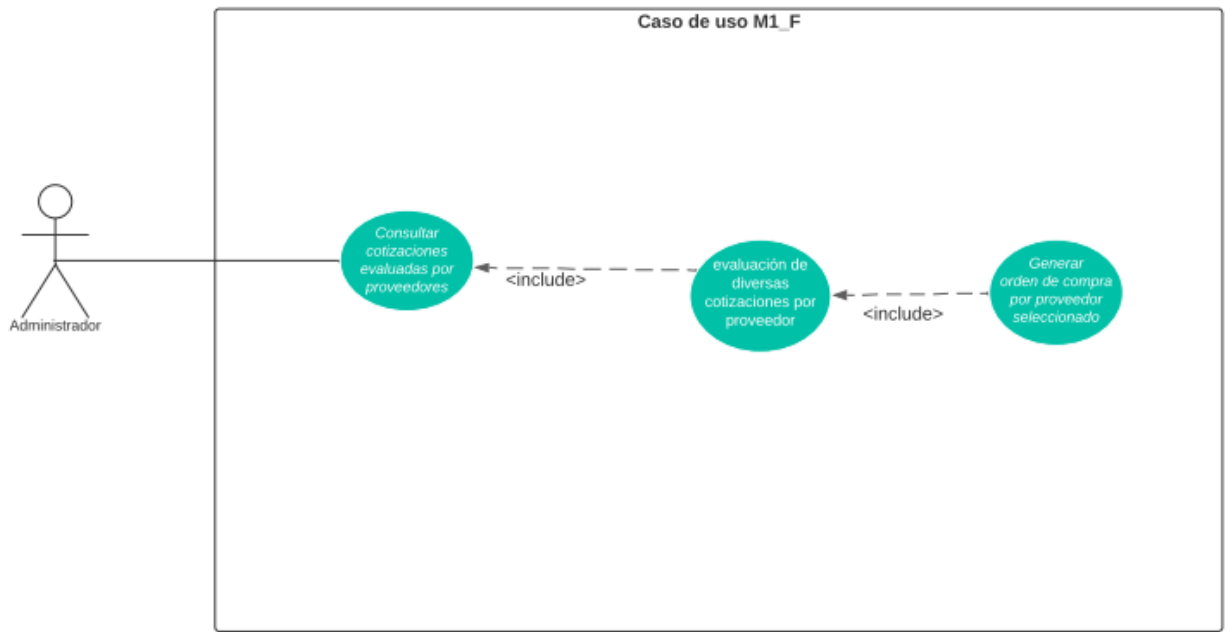 Caso de uso M1_F
Administrador
Consultar
cotizaciones
evaluadas por
proveedores
<include>
evaluación de
diversas
cotizaciones por
proveedor
<include>
Generar
orden de compra
por proveedor
seleccionado